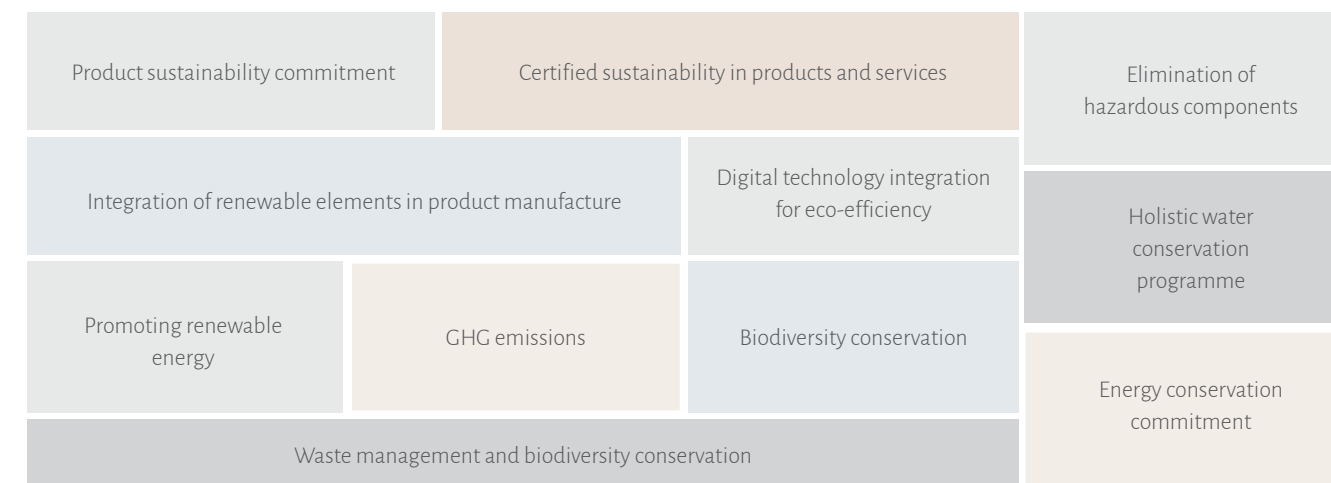 Product sustainability commitment
Certified sustainability in products and services
Elimination of
hazardous components
Integration of renewable elements in product manufacture
Digital technology integration
for eco-efficiency
Holistic water
conservation
programme
Promoting renewable
energy
GHG emissions
Biodiversity conservation
Energy conservation
commitment
Waste management and biodiversity conservation